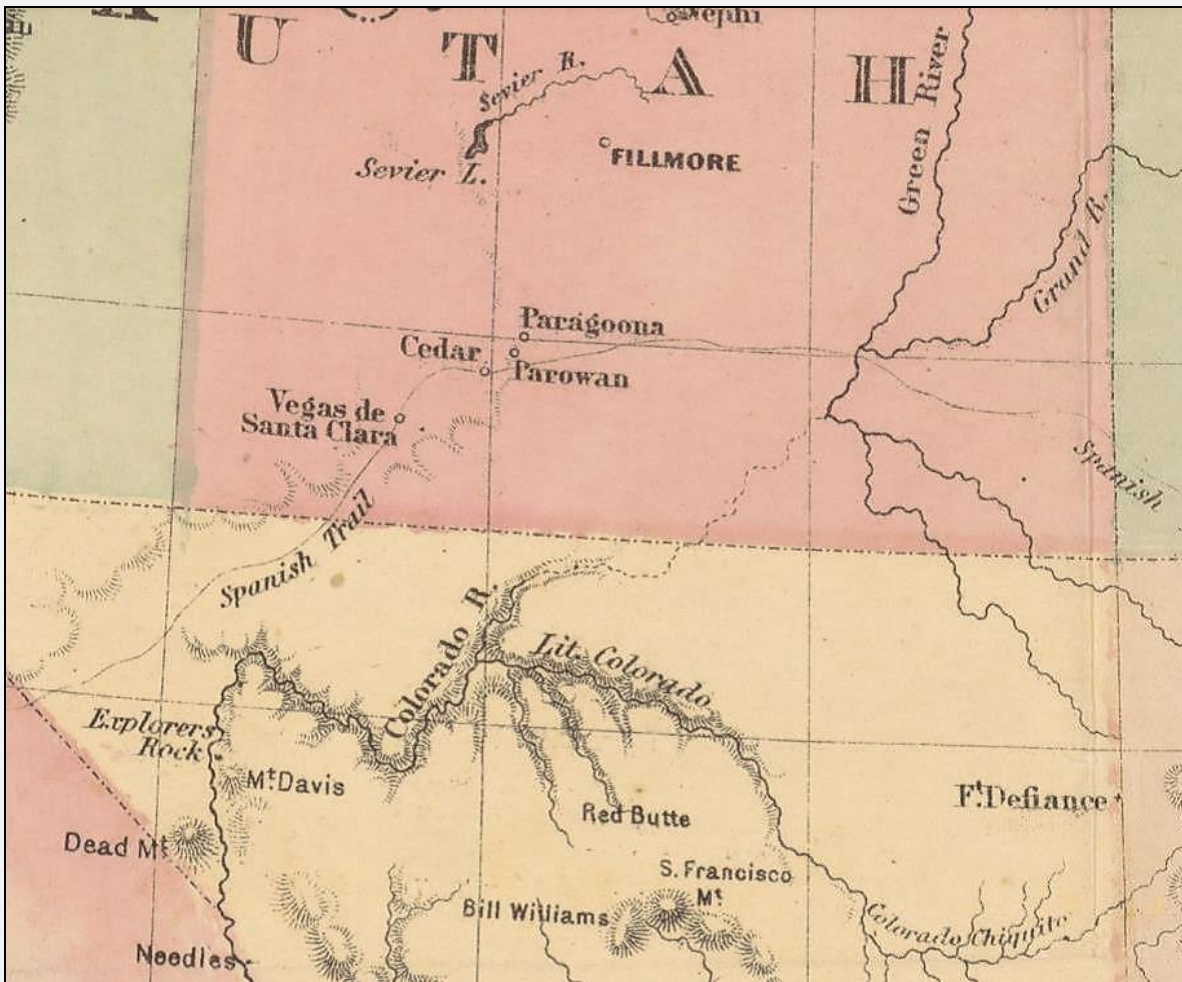 Nephi
UTAH
Sevier R.
Green River
FILLMORE
Sevier L.
Grand R.
Paragoona
Cedar
Parowan
Vegas de
Santa Clara
Spanish
Spanish Trail
Colorado R.
Lit. Colorado
Explorers
Rock
Mt. Davis
Ft. Defiance
Red Butte
Dead Mt
S. Francisco
Mt
Bill Williams
Colorado Chiquito
Needles